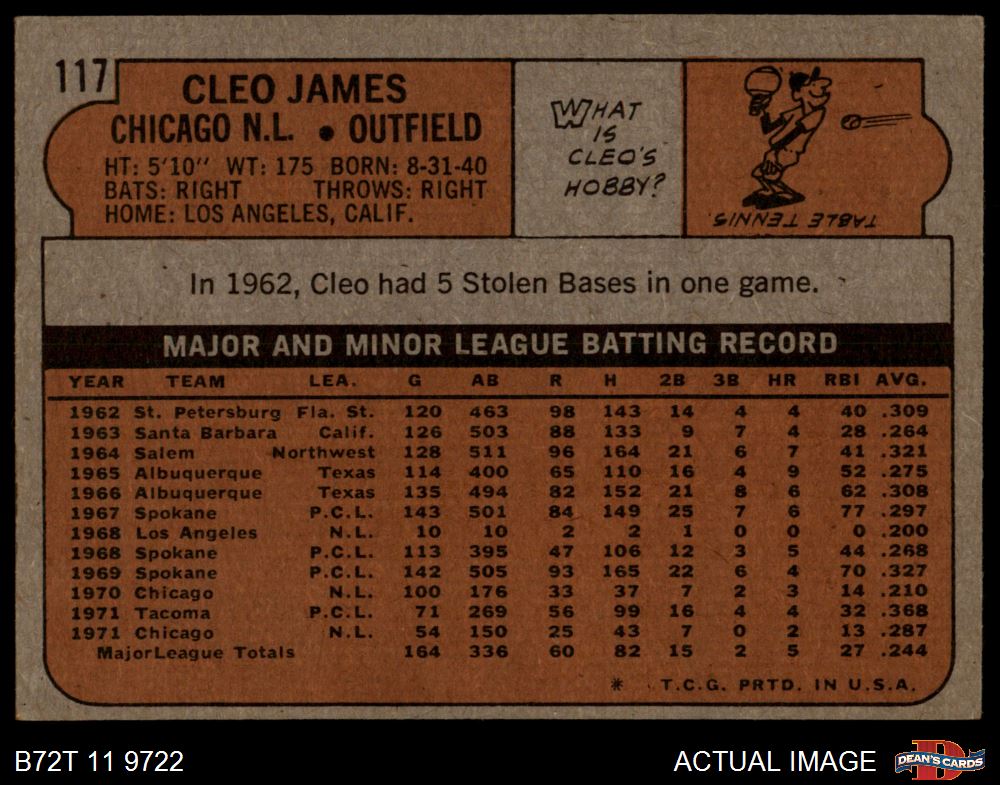 117
CLEO JAMES
CHICAGO N.L. • OUTFIELD
HT: 5'10" WT: 175 BORN: 8-31-40
BATS: RIGHT THROWS: RIGHT
HOME: LOS ANGELES, CALIF.
WHAT
IS
CLEO'S
HOBBY?
TABLE TENNIS.
In 1962, Cleo had 5 Stolen Bases in one game.
MAJOR AND MINOR LEAGUE BATTING RECORD
YEAR TEAM LEA. G AB R H 2B 3B HR RBI AVG.
1962 St. Petersburg Fla. St. 120 463 98 143 14 4 4 40 .309
1963 Santa Barbara Calif. 126 503 88 133 9 7 4 28 .264
1964 Salem Northwest 128 511 96 164 21 6 7 41 .321
1965 Albuquerque Texas 114 400 65 110 16 4 9 52 .275
1966 Albuquerque Texas 135 494 82 152 21 8 6 62 .308
1967 Spokane P.C.L. 143 501 84 149 25 7 6 77 .297
1968 Los Angeles N.L. 10 10 2 2 1 0 0 0 .200
1968 Spokane P.C.L. 113 395 47 106 12 3 5 44 .268
1969 Spokane P.C.L. 142 505 93 165 22 6 4 70 .327
1970 Chicago N.L. 100 176 33 37 7 2 3 14 .210
1971 Tacoma P.C.L. 71 269 56 99 16 4 4 32 .368
1971 Chicago N.L. 54 150 25 43 7 0 2 13 .287
Major League Totals 164 336 60 82 15 2 5 27 .244
* T.C.G. PRTD. IN U.S.A.
B72T 11 9722
ACTUAL IMAGE
D
DEAN'S CARDS